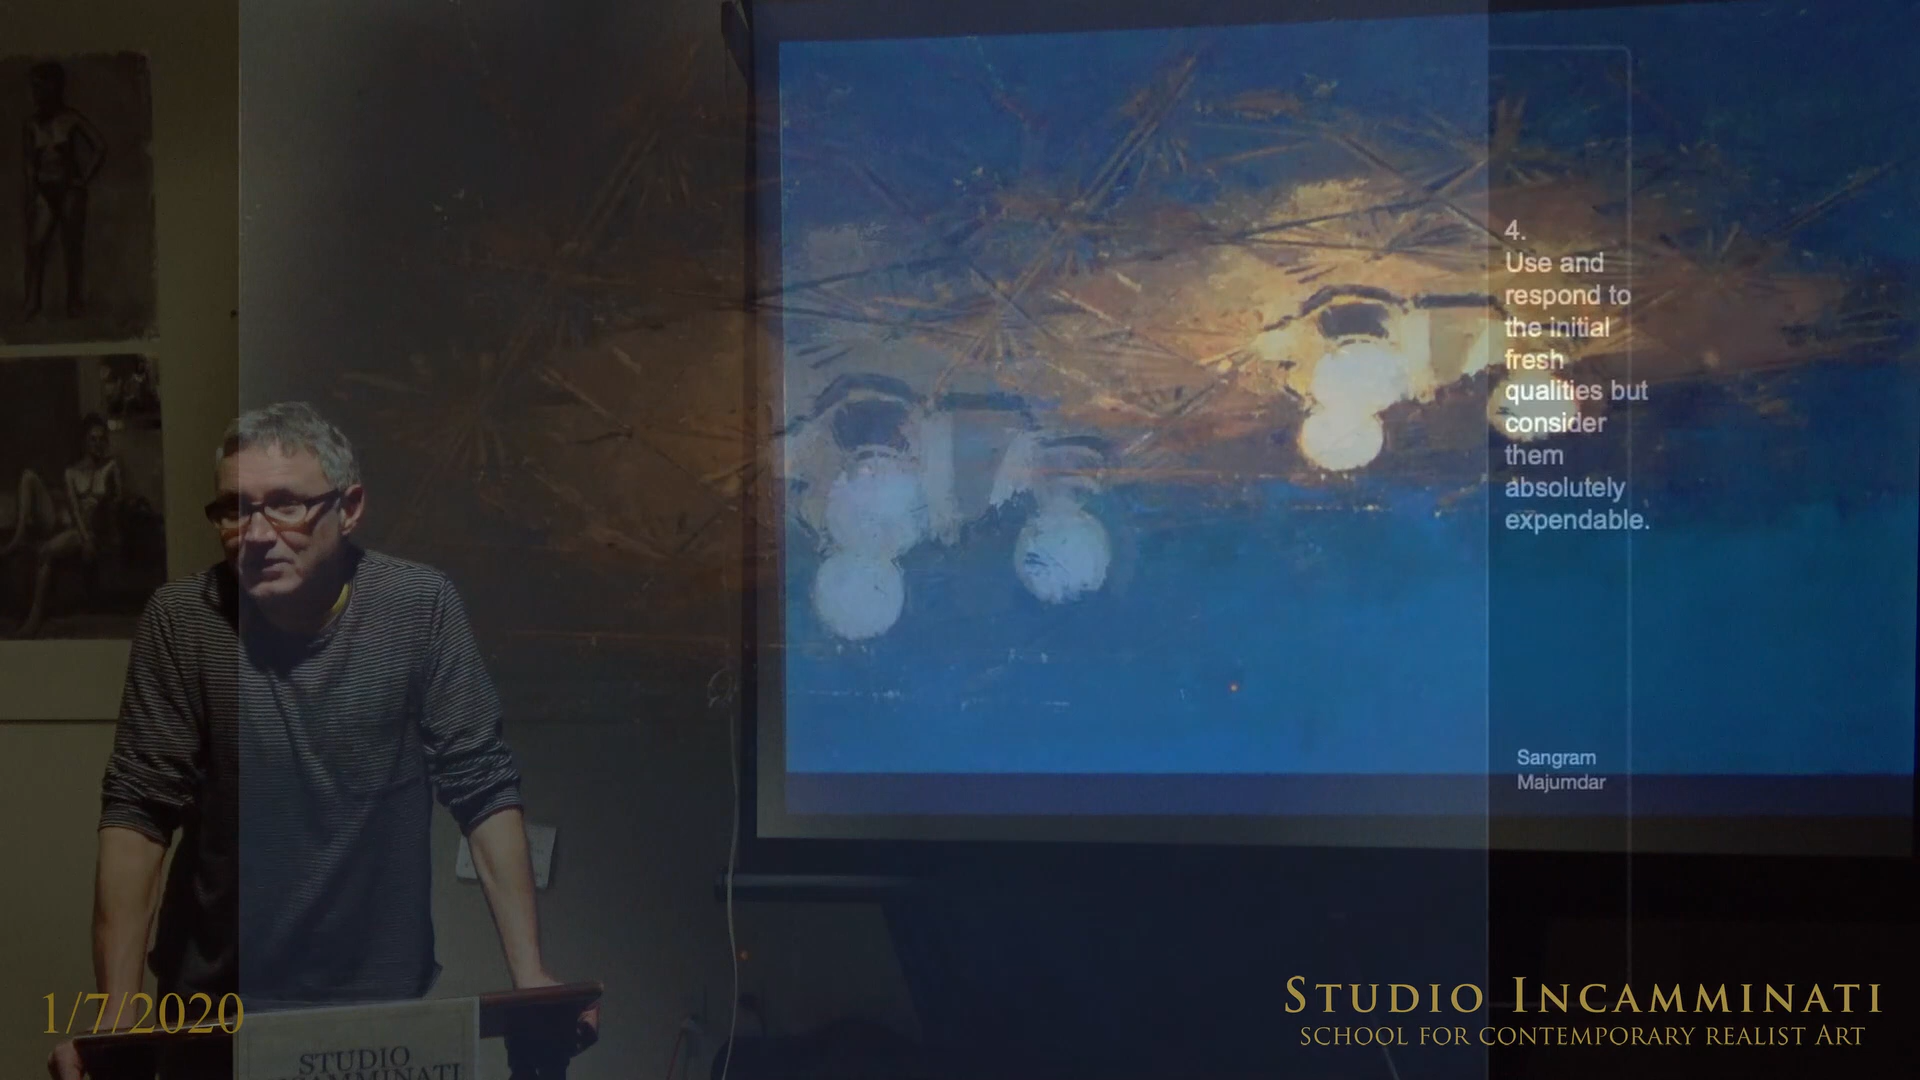 4.
Use and
respond to
the initial
fresh
qualities but
consider
them
absolutely
expendable.
Sangram
Majumdar
1/7/2020
STUDIO INCAMMINATI
SCHOOL FOR CONTEMPORARY REALIST ART
STUDIO
INCAMMINATI